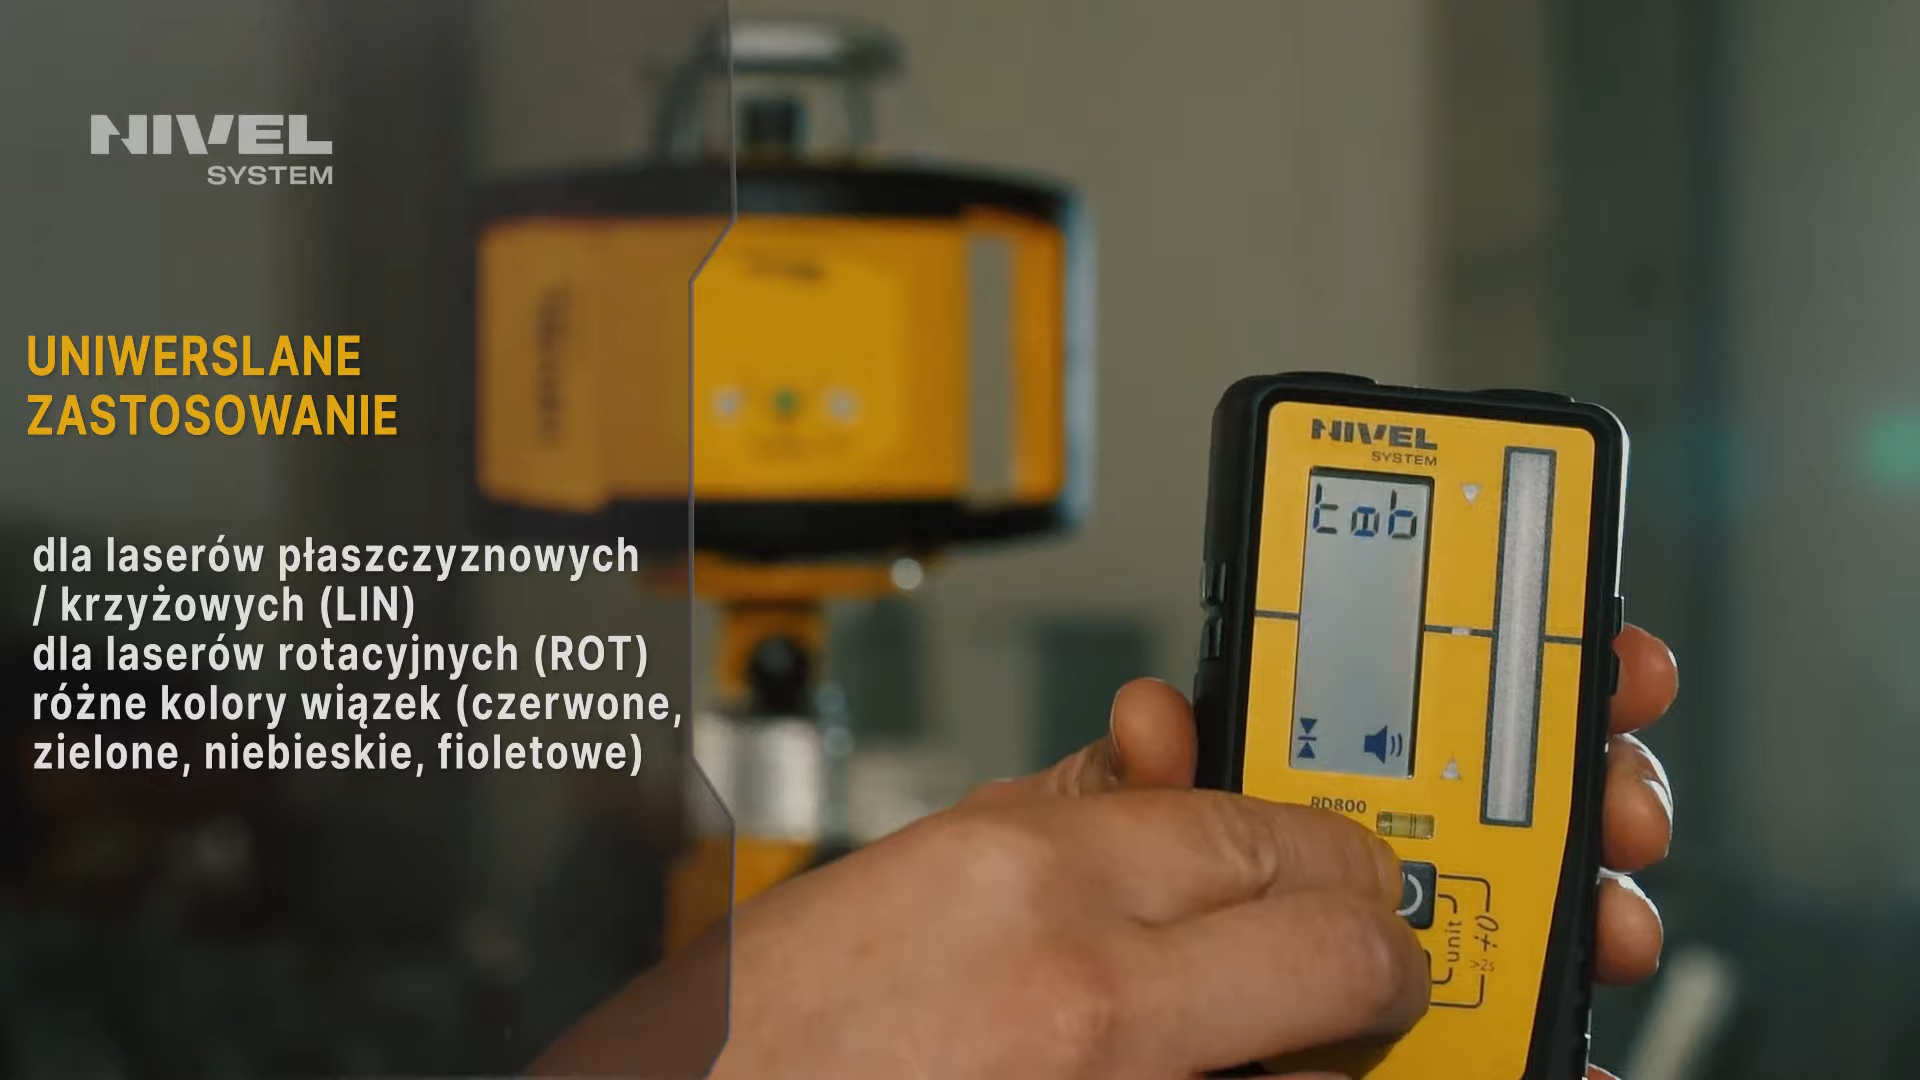 NIVEL
SYSTEM
UNIWERSLANE
ZASTOSOWANIE
dla laserów płaszczyznowych
/ krzyżowych (LIN)
dla laserów rotacyjnych (ROT)
różne kolory wiązek (czerwone,
zielone, niebieskie, fioletowe)
NIVEL
SYSTEM
RD800
unit
>2s